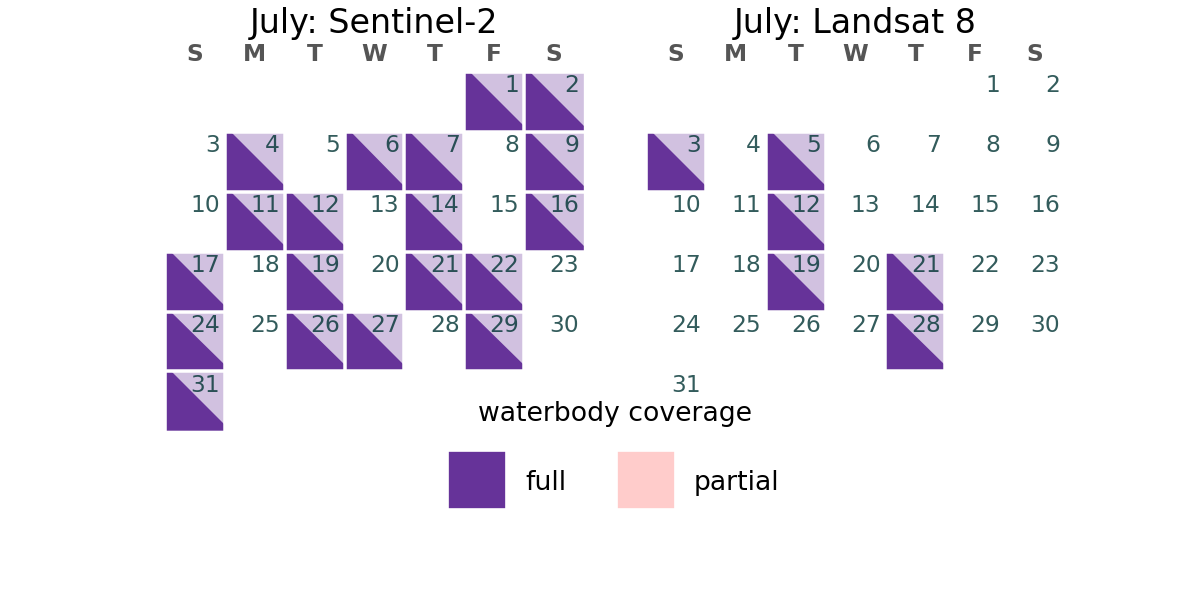 July: Sentinel-2
S M T W T F S
1 2
3 4 5 6 7 8 9
10 11 12 13 14 15 16
17 18 19 20 21 22 23
24 25 26 27 28 29 30
31
July: Landsat 8
S M T W T F S
1 2
3 4 5 6 7 8 9
10 11 12 13 14 15 16
17 18 19 20 21 22 23
24 25 26 27 28 29 30
31
waterbody coverage
full partial